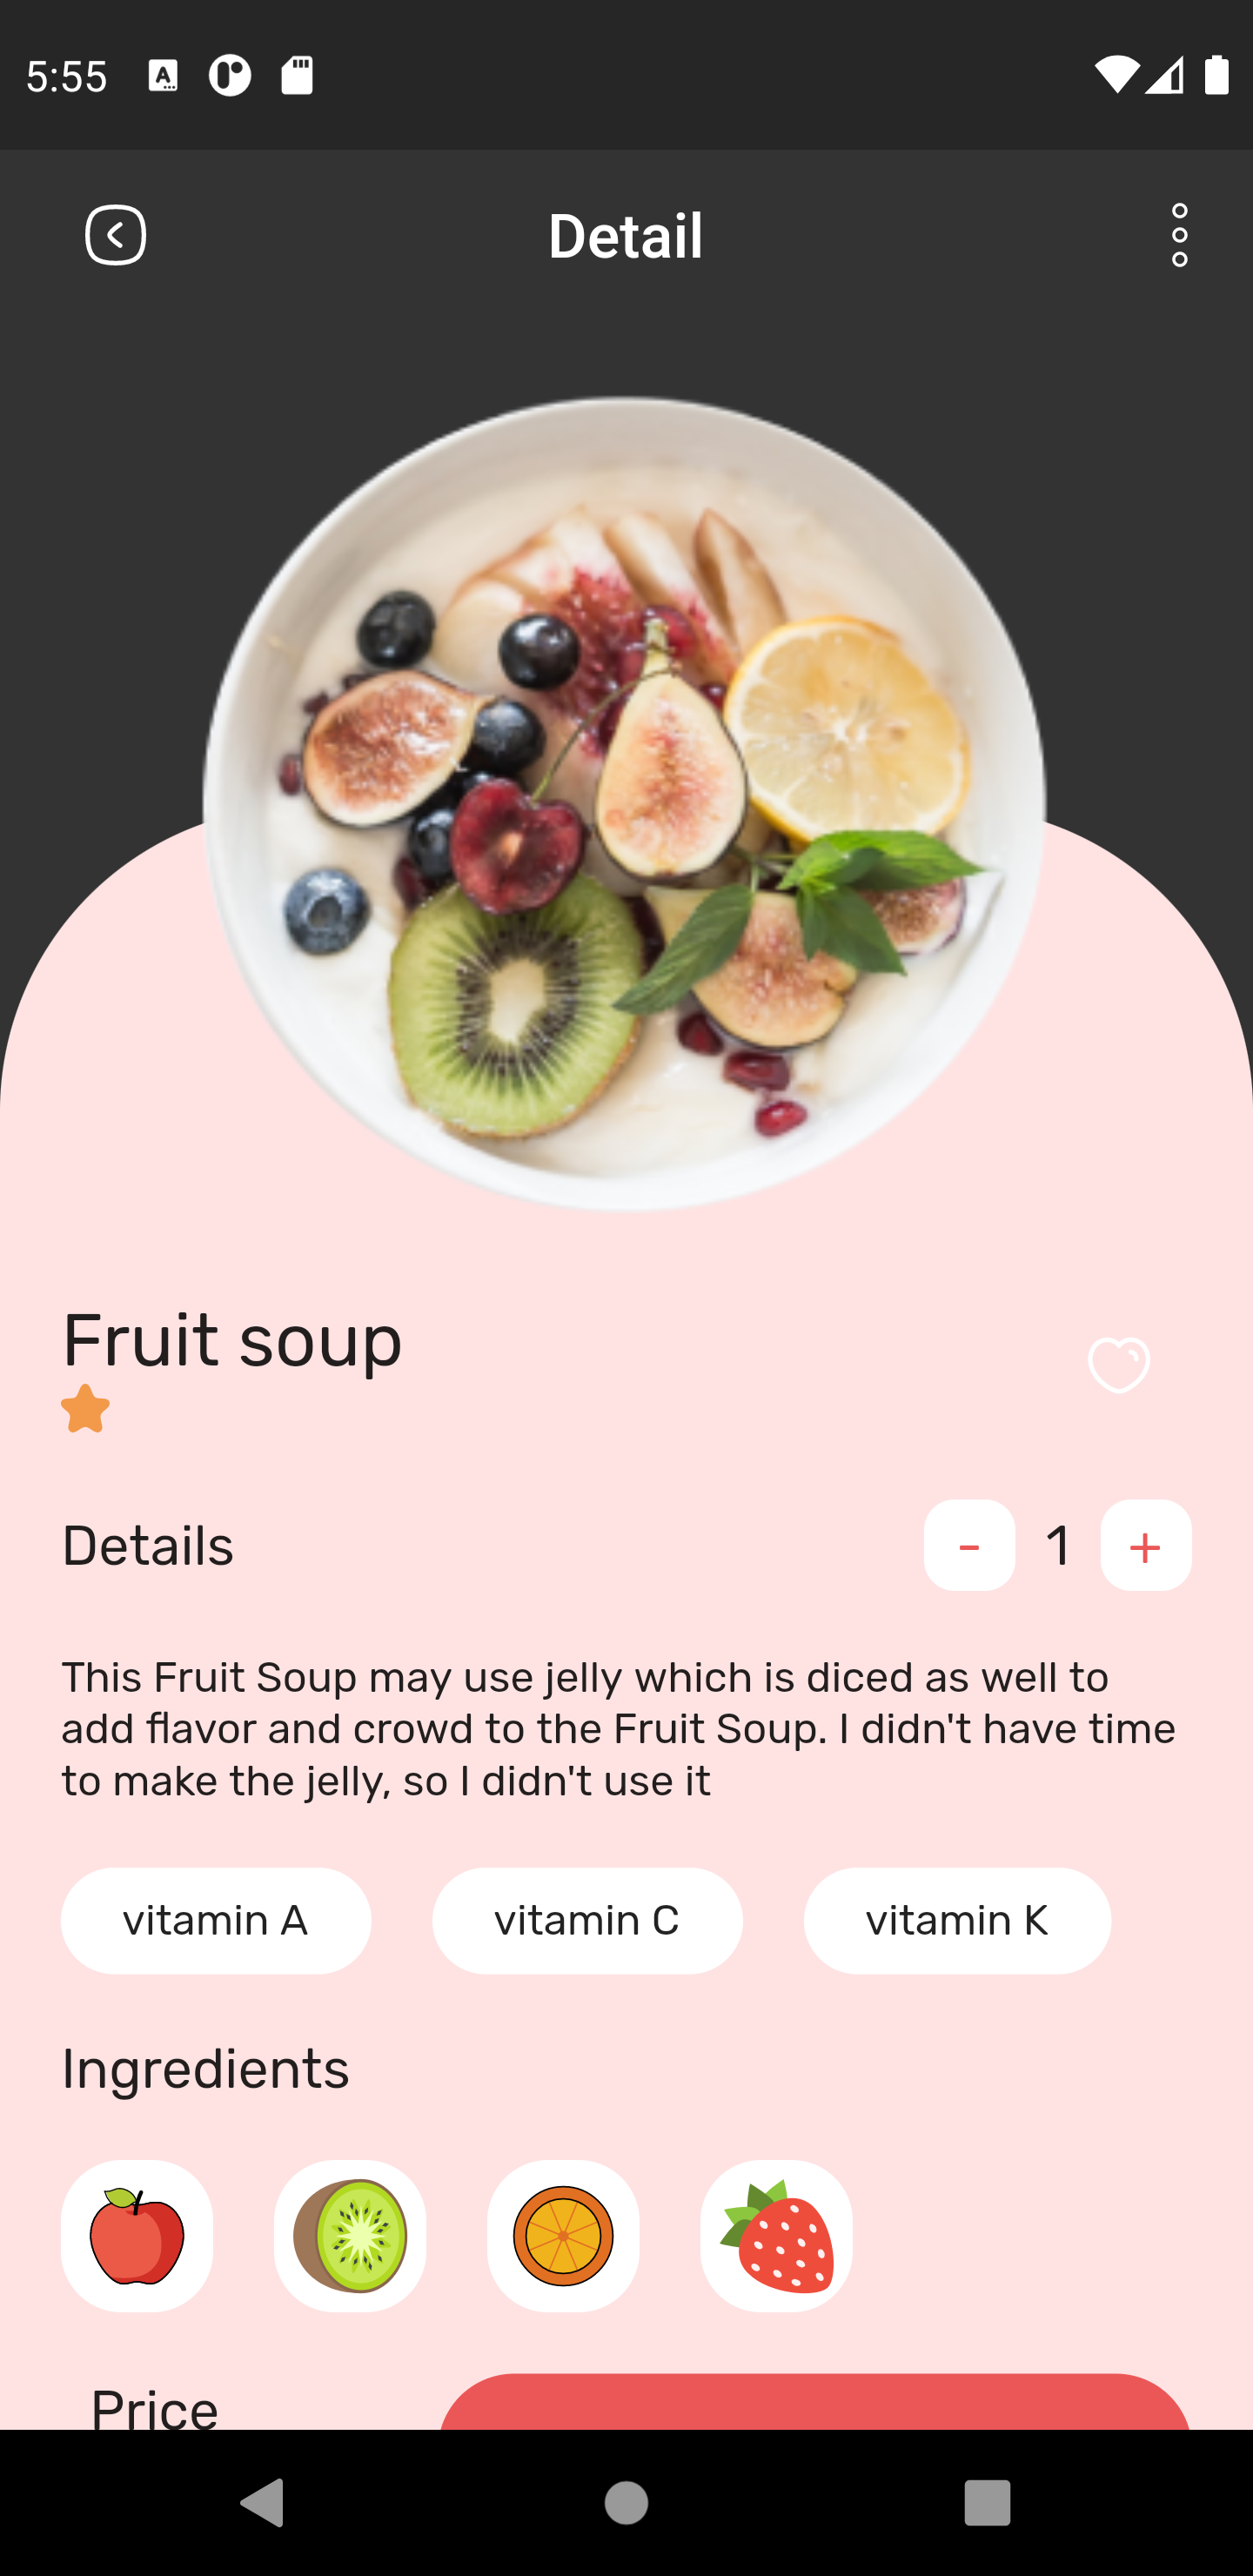 5:55
Detail
Fruit soup
Details
- 1 +
This Fruit Soup may use jelly which is diced as well to
add flavor and crowd to the Fruit Soup. I didn't have time
to make the jelly, so I didn't use it
vitamin A vitamin C vitamin K
Ingredients
Price